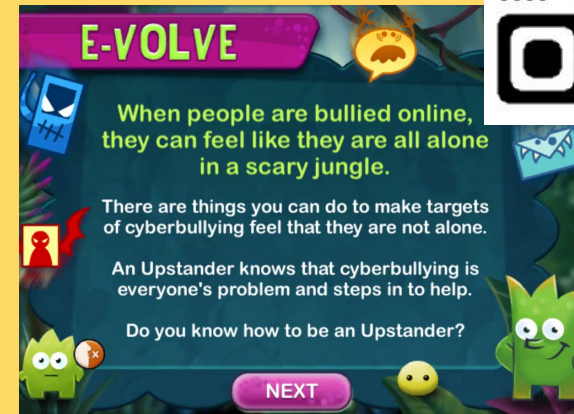 E-VOLVE
When people are bullied online,
they can feel like they are all alone
in a scary jungle.
There are things you can do to make targets
of cyberbullying feel that they are not alone.
An Upstander knows that cyberbullying is
everyone's problem and steps in to help.
Do you know how to be an Upstander?
NEXT